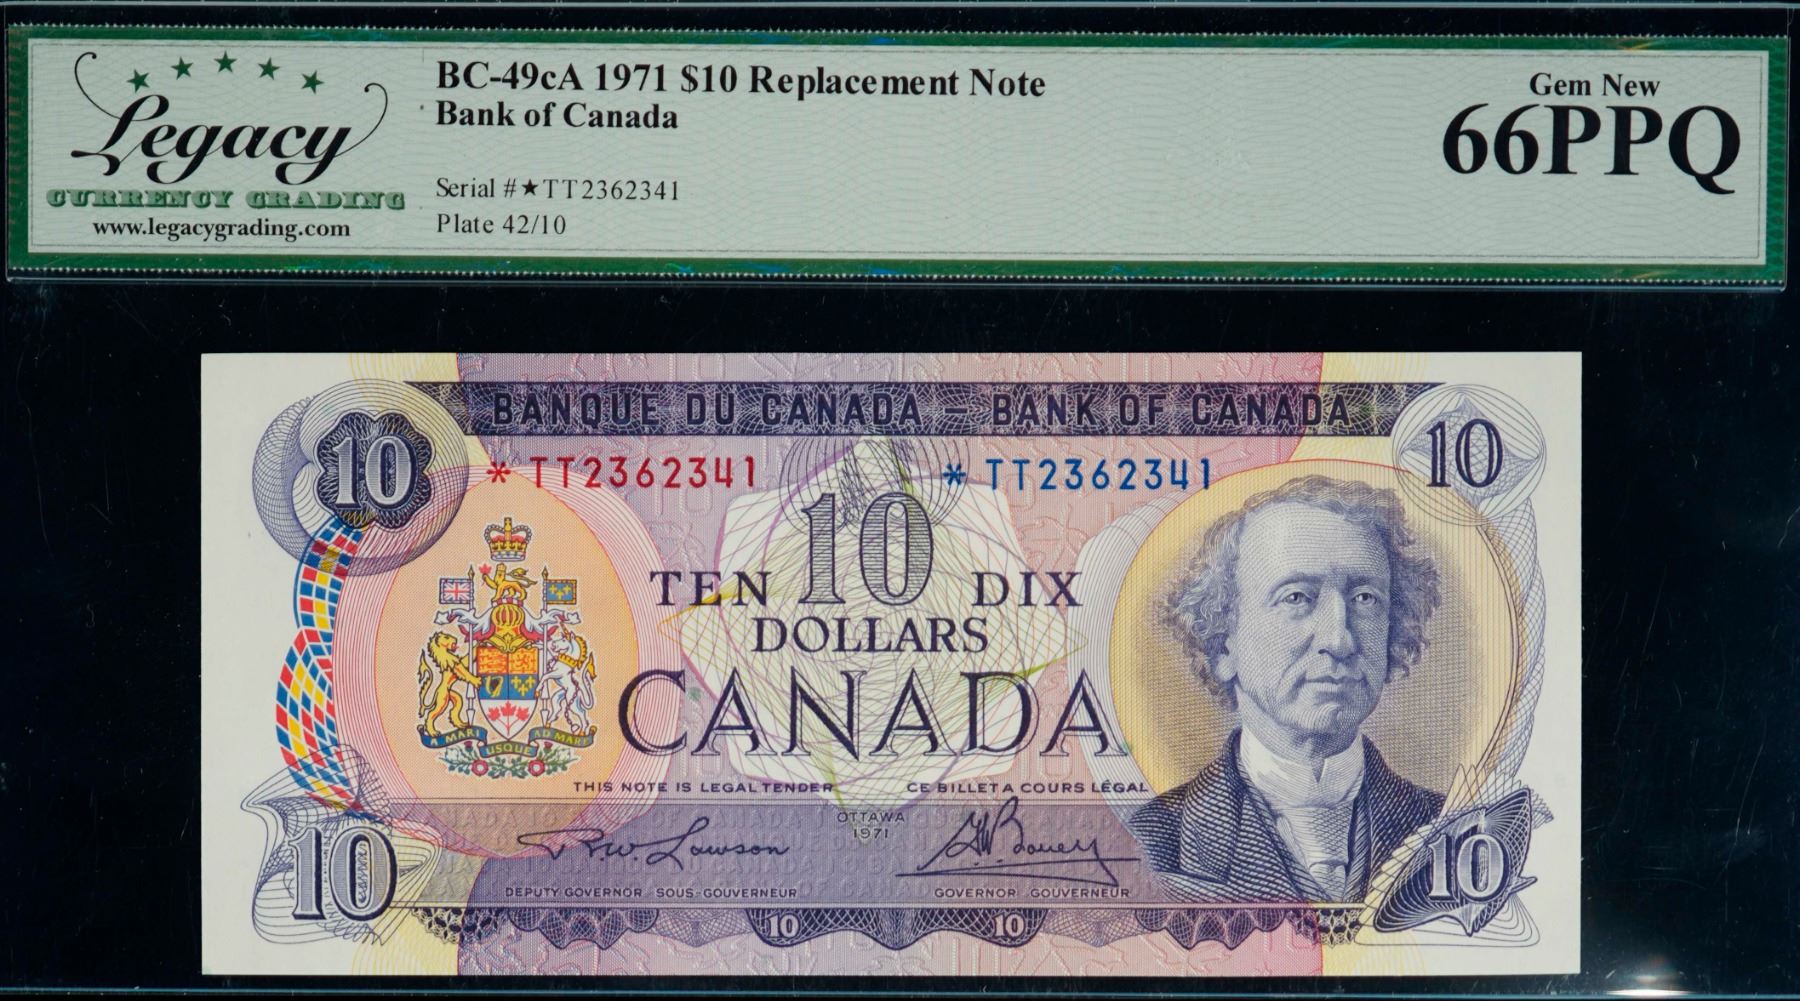 Legacy
CURRENCY GRADING
www.legacygrading.com
BC-49cA 1971 $10 Replacement Note
Bank of Canada
Serial #★TT2362341
Plate 42/10
Gem New
66PPQ
BANQUE DU CANADA – BANK OF CANADA
10
10
*TT2362341
*TT2362341
10
TEN DIX
DOLLARS
CANADA
A MARI USQUE AD MARE
THIS NOTE IS LEGAL TENDER
CE BILLET A COURS LÉGAL
OTTAWA
1971
R.W. Lawson
G.W. Bouey
DEPUTY GOVERNOR SOUS-GOUVERNEUR
GOVERNOR GOUVERNEUR
10
10
10
10